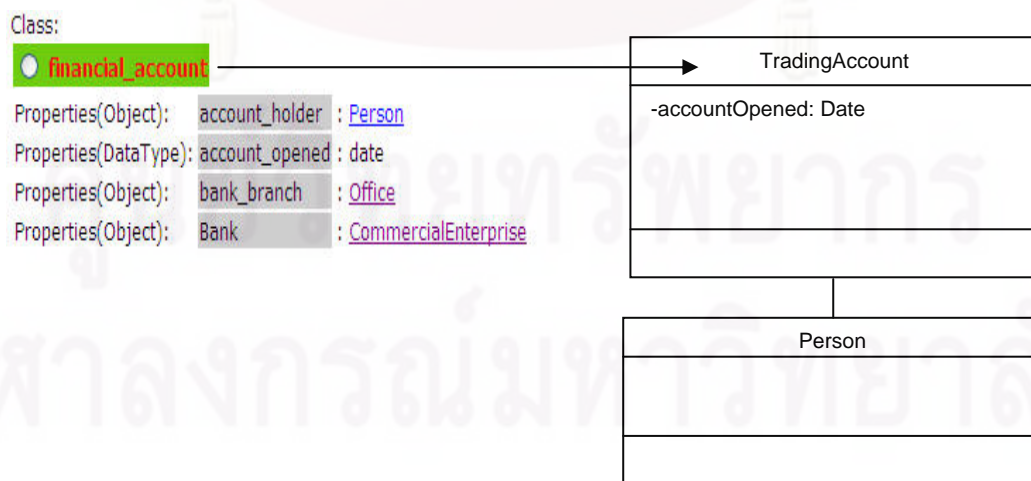 Class:
financial_account
Properties(Object): account_holder : Person
Properties(DataType): account_opened : date
Properties(Object): bank_branch : Office
Properties(Object): Bank : CommercialEnterprise
TradingAccount
-accountOpened: Date
Person